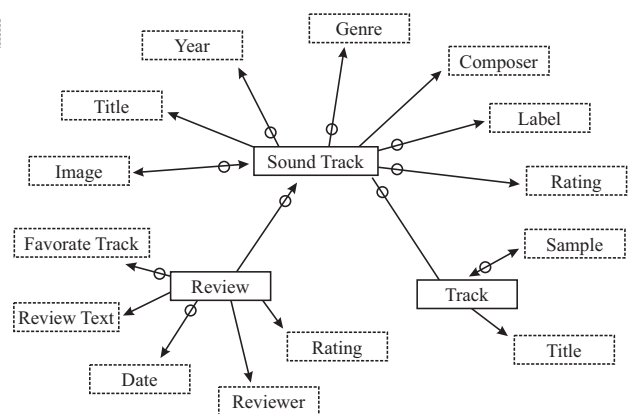 Genre
Year
Composer
Title
Label
Sound Track
Image
Rating
Favorate Track
Sample
Review
Track
Review Text
Rating
Title
Date
Reviewer